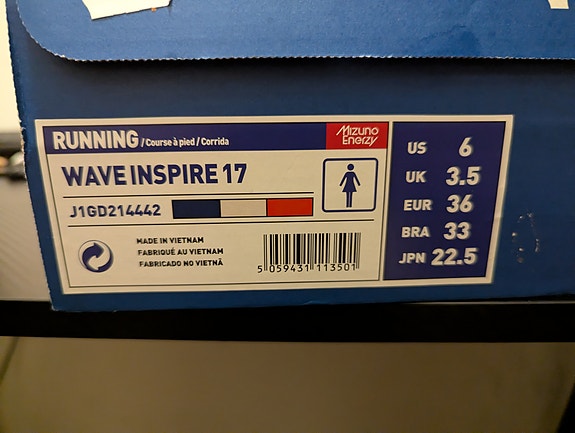 RUNNING / Course à pied / Corrida
Mizuno
Enerzy
WAVE INSPIRE 17
J1GD214442
MADE IN VIETNAM
FABRIQUÉ AU VIETNAM
FABRICADO NO VIETNÃ
5 059431 113501
US 6
UK 3.5
EUR 36
BRA 33
JPN 22.5